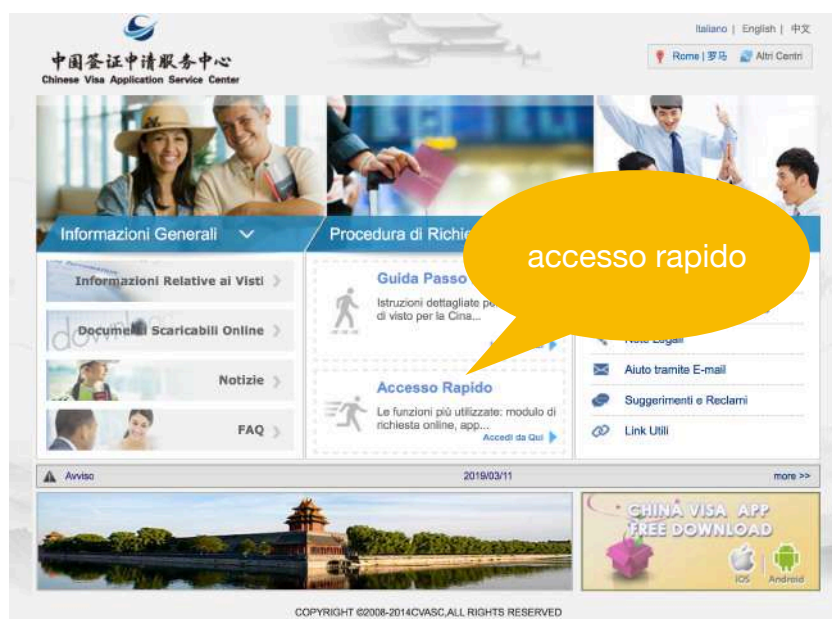 Italiano | English | 中文
中国签证申请服务中心
Chinese Visa Application Service Center
Rome | 罗马 Altri Centri
Informazioni Generali
Procedura di Richie
accesso rapido
Informazioni Relative ai Visti
Documenti Scaricabili Online
Notizie
FAQ
Guida Passo
Istruzioni dettagliate pe
di visto per la Cina...
Accesso Rapido
Le funzioni più utilizzate: modulo di
richiesta online, app...
Accedi da Qui
Note Legali
Aiuto tramite E-mail
Suggerimenti e Reclami
Link Utili
Avviso 2019/03/11 more >>
CHINA VISA APP
FREE DOWNLOAD
iOS | Android
COPYRIGHT ©2008-2014CVASC,ALL RIGHTS RESERVED